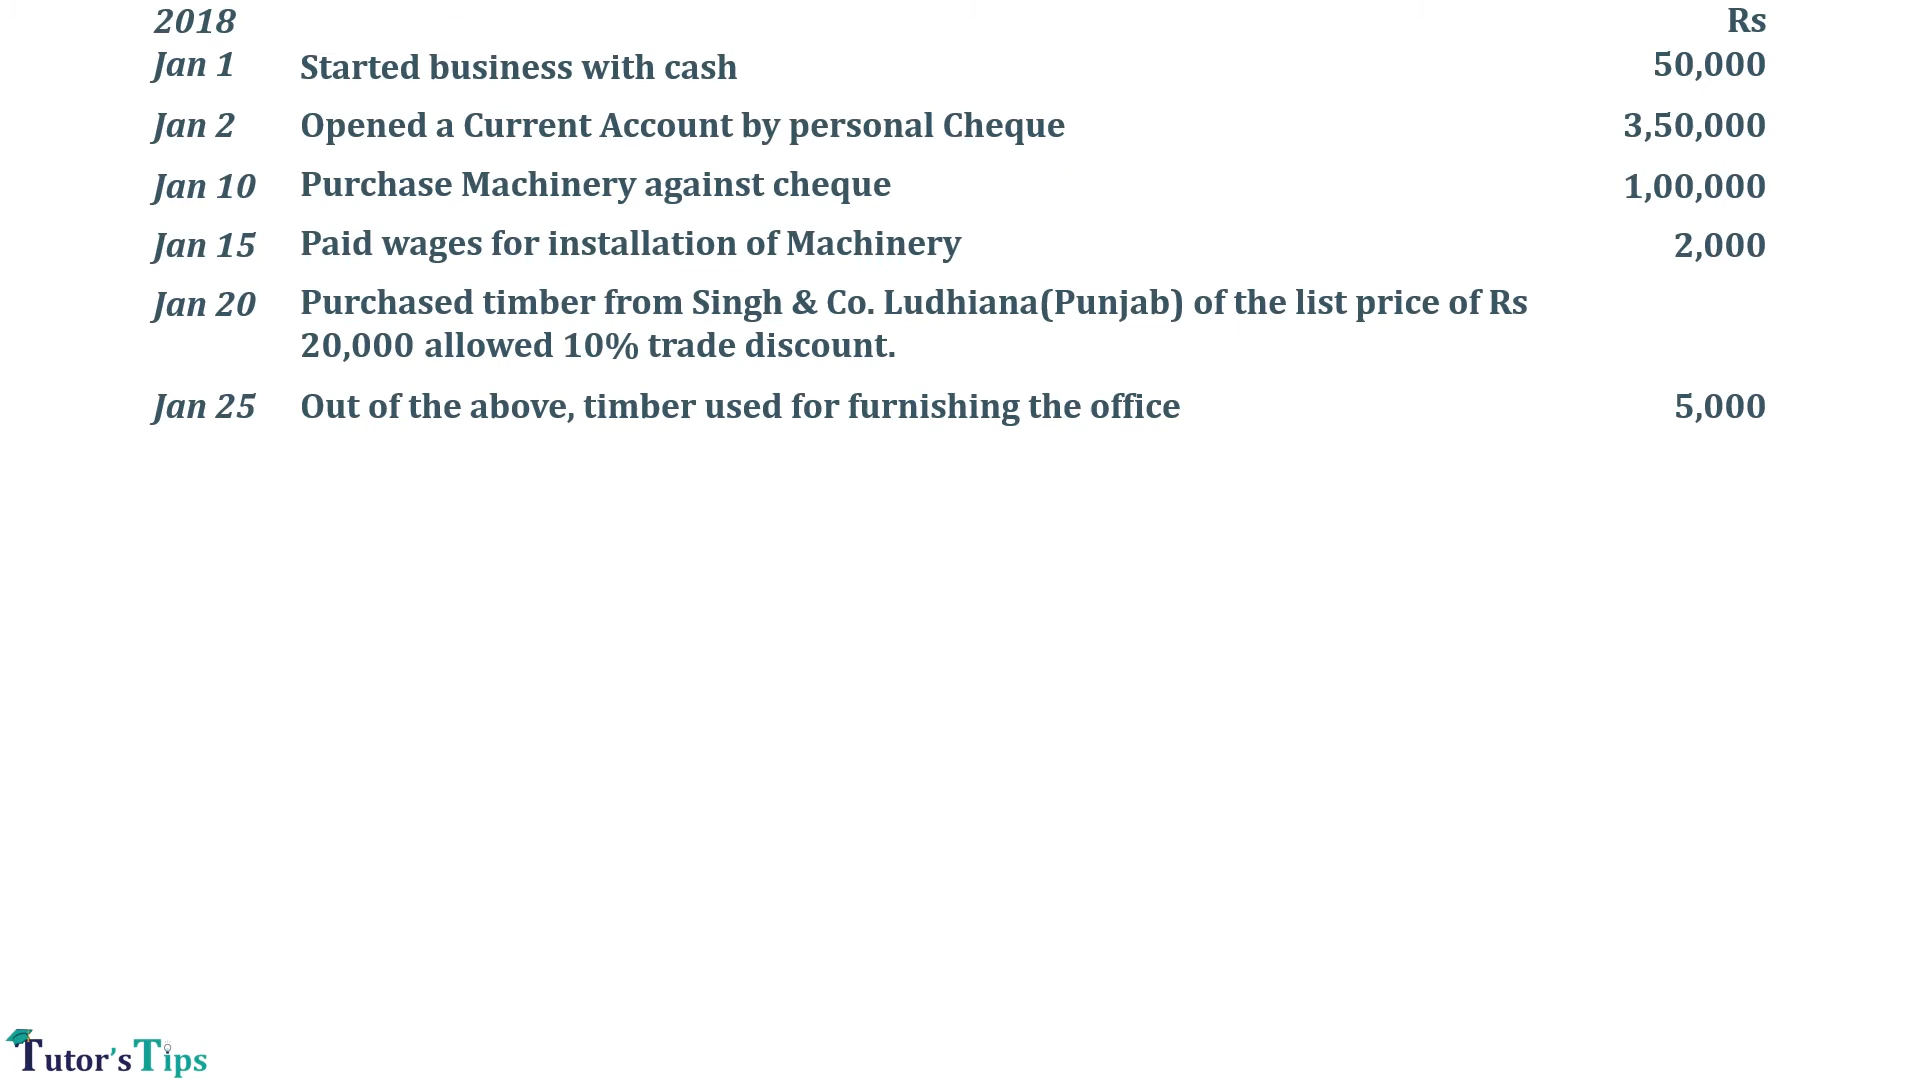 2018 Rs
Jan 1 Started business with cash 50,000
Jan 2 Opened a Current Account by personal Cheque 3,50,000
Jan 10 Purchase Machinery against cheque 1,00,000
Jan 15 Paid wages for installation of Machinery 2,000
Jan 20 Purchased timber from Singh & Co. Ludhiana(Punjab) of the list price of Rs
20,000 allowed 10% trade discount.
Jan 25 Out of the above, timber used for furnishing the office 5,000
Tutor'sTips